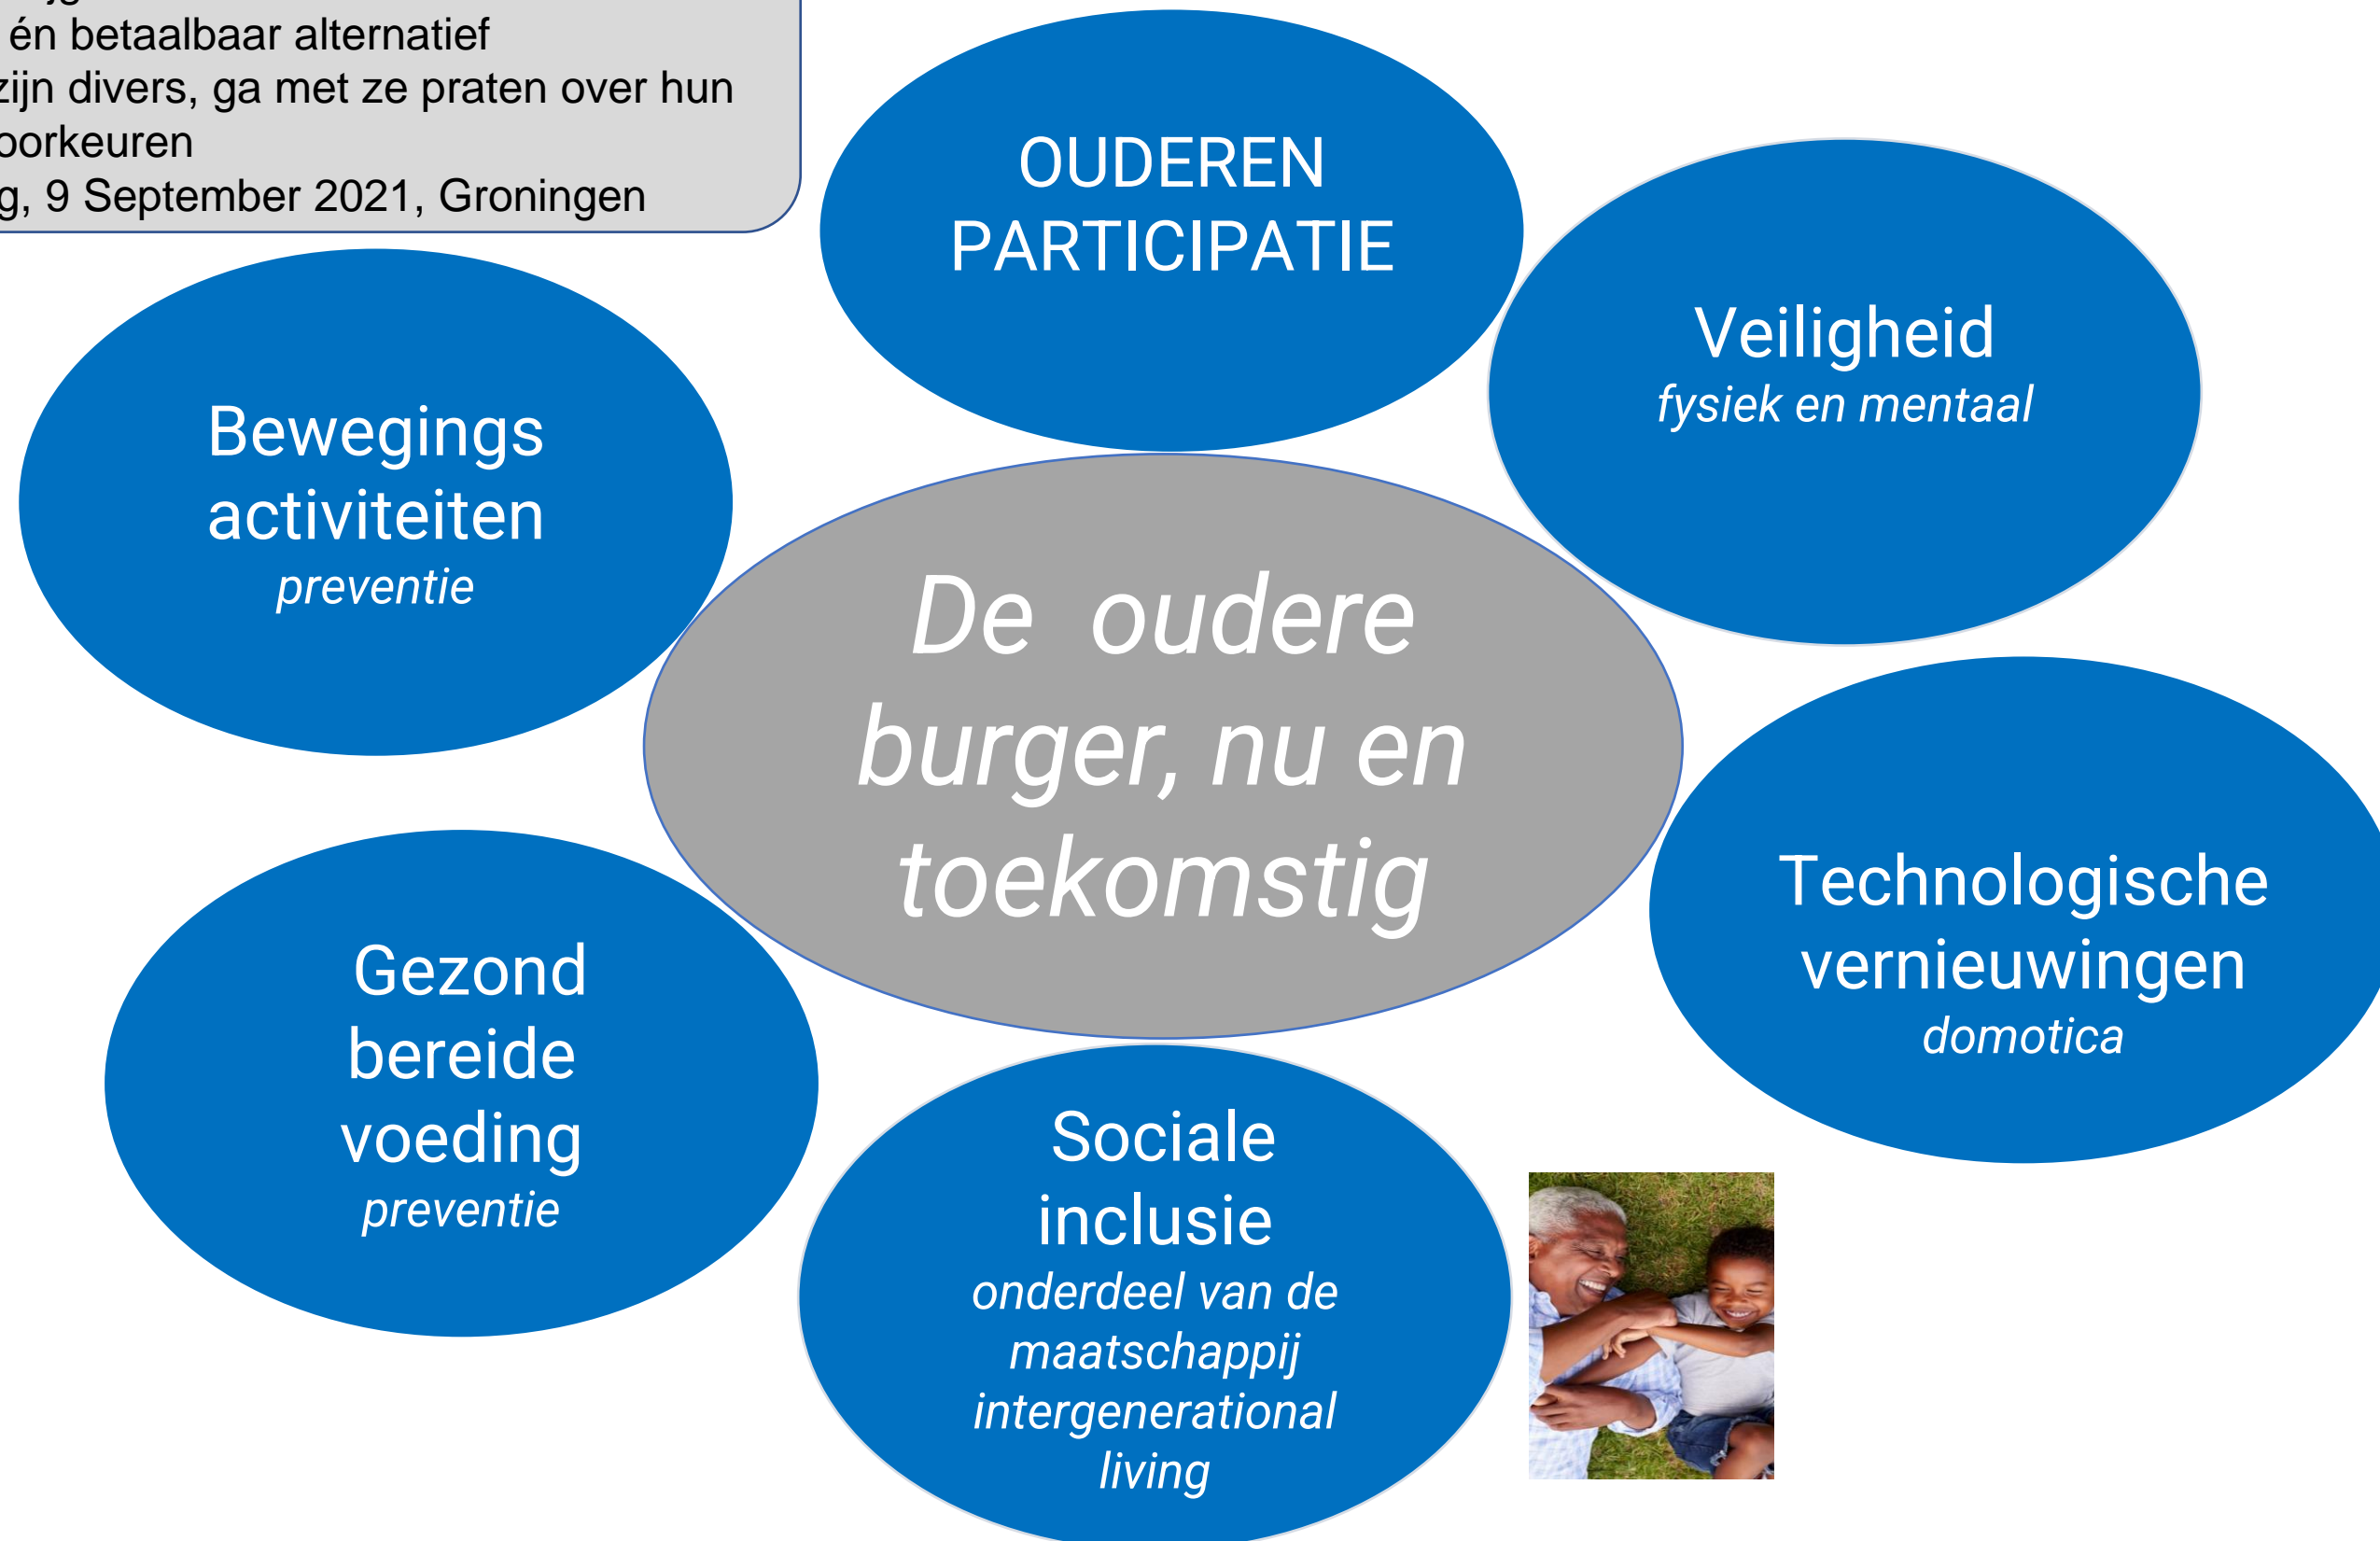 én betaalbaar alternatief
zijn divers, ga met ze praten over hun
oorkeuren
g, 9 September 2021, Groningen
OUDEREN
PARTICIPATIE
Veiligheid
fysiek en mentaal
Bewegings
activiteiten
preventie
De oudere
burger, nu en
toekomstig
Technologische
vernieuwingen
domotica
Gezond
bereide
voeding
preventie
Sociale
inclusie
onderdeel van de
maatschappij
intergenerational
living